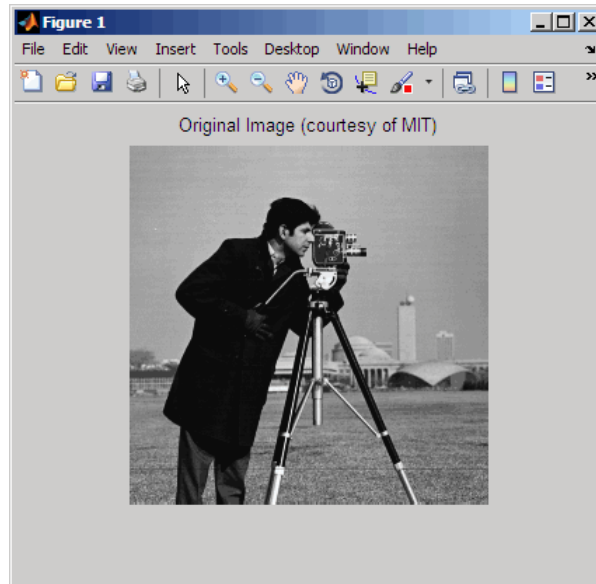 Figure 1
File Edit View Insert Tools Desktop Window Help
Original Image (courtesy of MIT)